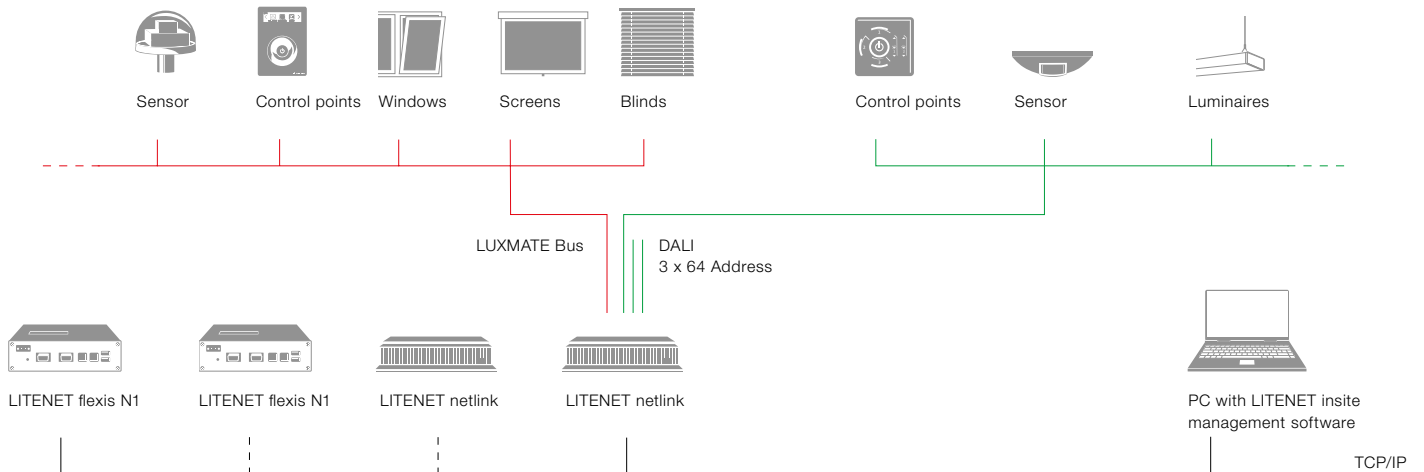 Sensor
Control points
Windows
Screens
Blinds
Control points
Sensor
Luminaires
LUXMATE Bus
DALI
3 x 64 Address
LITENET flexis N1
LITENET flexis N1
LITENET netlink
LITENET netlink
PC with LITENET insite
management software
TCP/IP